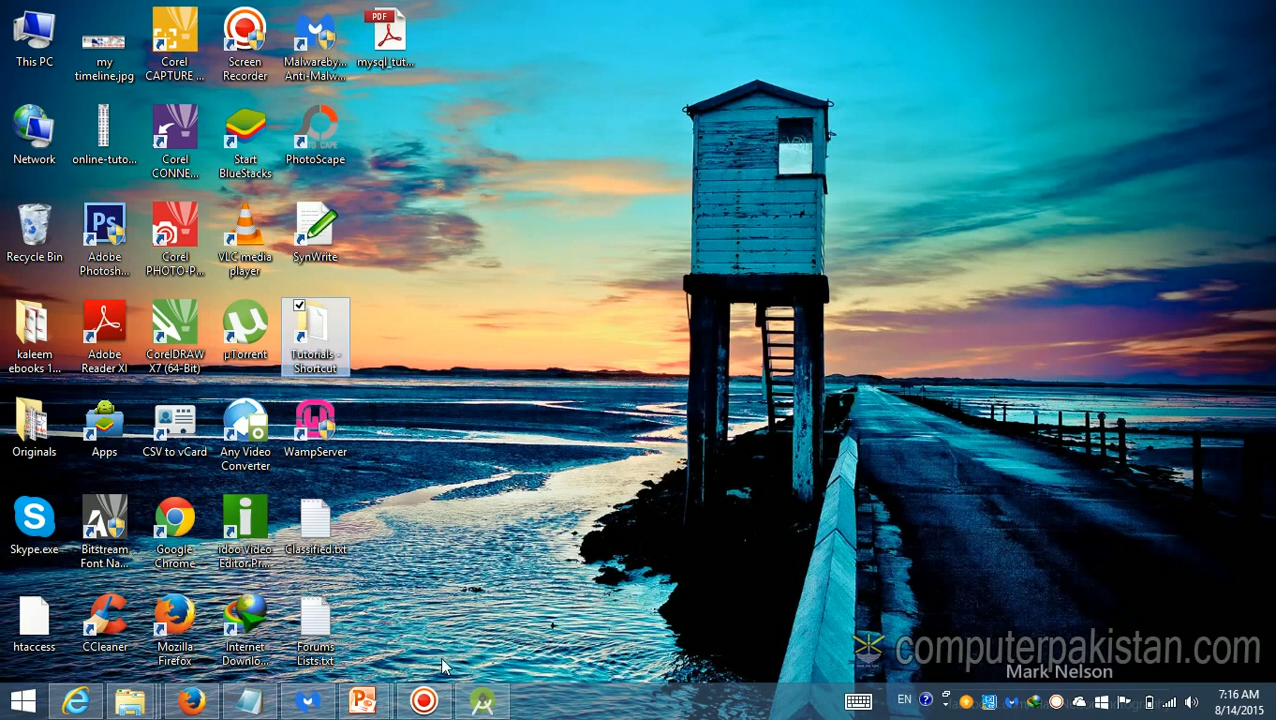 This PC
my
timeline.jpg
Corel
CAPTURE ...
Screen
Recorder
Malwareby...
Anti-Malw...
PDF
mysql_tut...
Network
online-tuto...
Corel
CONNE...
Start
BlueStacks
PhotoScape
Recycle Bin
Ps
Adobe
Photosh...
Corel
PHOTO-P...
VLC media
player
SynWrite
kaleem
ebooks 1...
Adobe
Reader XI
CorelDRAW
X7 (64-Bit)
µTorrent
Tutorials -
Shortcut
Originals
Apps
CSV to vCard
Any Video
Converter
WampServer
Skype.exe
Bitstream
Font Na...
Google
Chrome
idoo Video
Editor Pr...
Classified.txt
htaccess
CCleaner
Mozilla
Firefox
Internet
Downlo...
Forums
Lists.txt
computerpakistan.com
Mark Nelson
EN
7:16 AM
8/14/2015